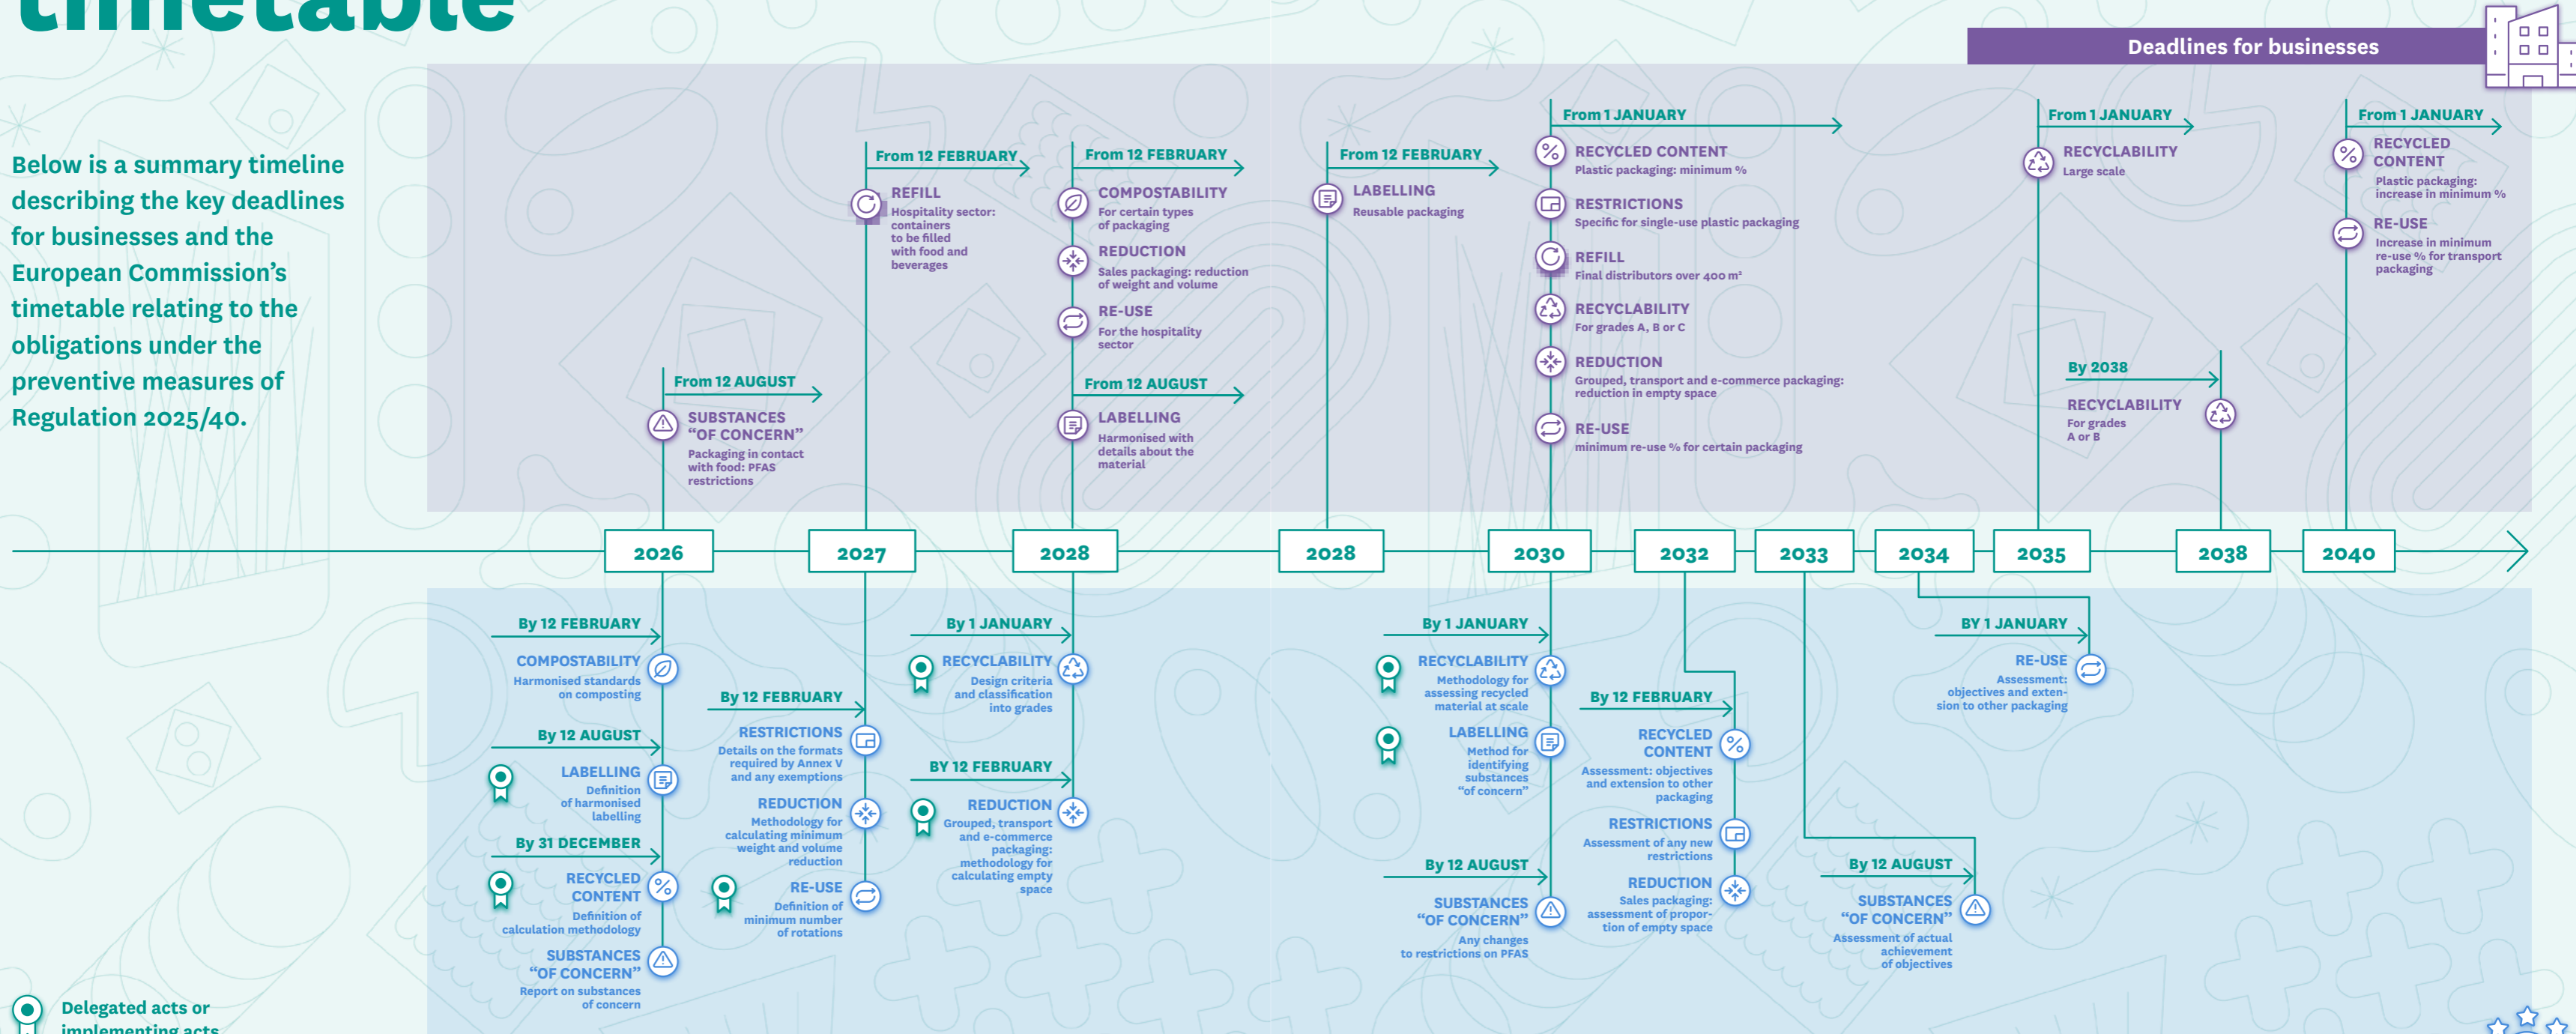 timetable
Deadlines for businesses
Below is a summary timeline
describing the key deadlines
for businesses and the
European Commission’s
timetable relating to the
obligations under the
preventive measures of
Regulation 2025/40.
From 12 AUGUST
SUBSTANCES
“OF CONCERN”
Packaging in contact
with food: PFAS
restrictions
From 12 FEBRUARY
REFILL
Hospitality sector:
containers
to be filled
with food and
beverages
From 12 FEBRUARY
COMPOSTABILITY
For certain types
of packaging
REDUCTION
Sales packaging: reduction
of weight and volume
RE-USE
For the hospitality
sector
From 12 AUGUST
LABELLING
Harmonised with
details about the
material
From 12 FEBRUARY
LABELLING
Reusable packaging
From 1 JANUARY
RECYCLED CONTENT
Plastic packaging: minimum %
RESTRICTIONS
Specific for single-use plastic packaging
REFILL
Final distributors over 400 m²
RECYCLABILITY
For grades A, B or C
REDUCTION
Grouped, transport and e-commerce packaging:
reduction in empty space
RE-USE
minimum re-use % for certain packaging
From 1 JANUARY
RECYCLABILITY
Large scale
By 2038
RECYCLABILITY
For grades
A or B
From 1 JANUARY
RECYCLED
CONTENT
Plastic packaging:
increase in minimum %
RE-USE
Increase in minimum
re-use % for transport
packaging
2026
2027
2028
2028
2030
2032
2033
2034
2035
2038
2040
By 12 FEBRUARY
COMPOSTABILITY
Harmonised standards
on composting
By 12 AUGUST
LABELLING
Definition
of harmonised
labelling
By 31 DECEMBER
RECYCLED
CONTENT
Definition of
calculation methodology
SUBSTANCES
“OF CONCERN”
Report on substances
of concern
By 12 FEBRUARY
RESTRICTIONS
Details on the formats
required by Annex V
and any exemptions
REDUCTION
Methodology for
calculating minimum
weight and volume
reduction
RE-USE
Definition of
minimum number
of rotations
By 1 JANUARY
RECYCLABILITY
Design criteria
and classification
into grades
BY 12 FEBRUARY
REDUCTION
Grouped, transport
and e-commerce
packaging:
methodology for
calculating empty
space
By 1 JANUARY
RECYCLABILITY
Methodology for
assessing recycled
material at scale
LABELLING
Method for
identifying
substances
“of concern”
By 12 AUGUST
SUBSTANCES
“OF CONCERN”
Any changes
to restrictions on PFAS
By 12 FEBRUARY
RECYCLED
CONTENT
Assessment: objectives
and extension to other
packaging
RESTRICTIONS
Assessment of any new
restrictions
REDUCTION
Sales packaging:
assessment of propor-
tion of empty space
By 12 AUGUST
SUBSTANCES
“OF CONCERN”
Assessment of actual
achievement
of objectives
BY 1 JANUARY
RE-USE
Assessment:
objectives and exten-
sion to other packaging
Delegated acts or
implementing acts